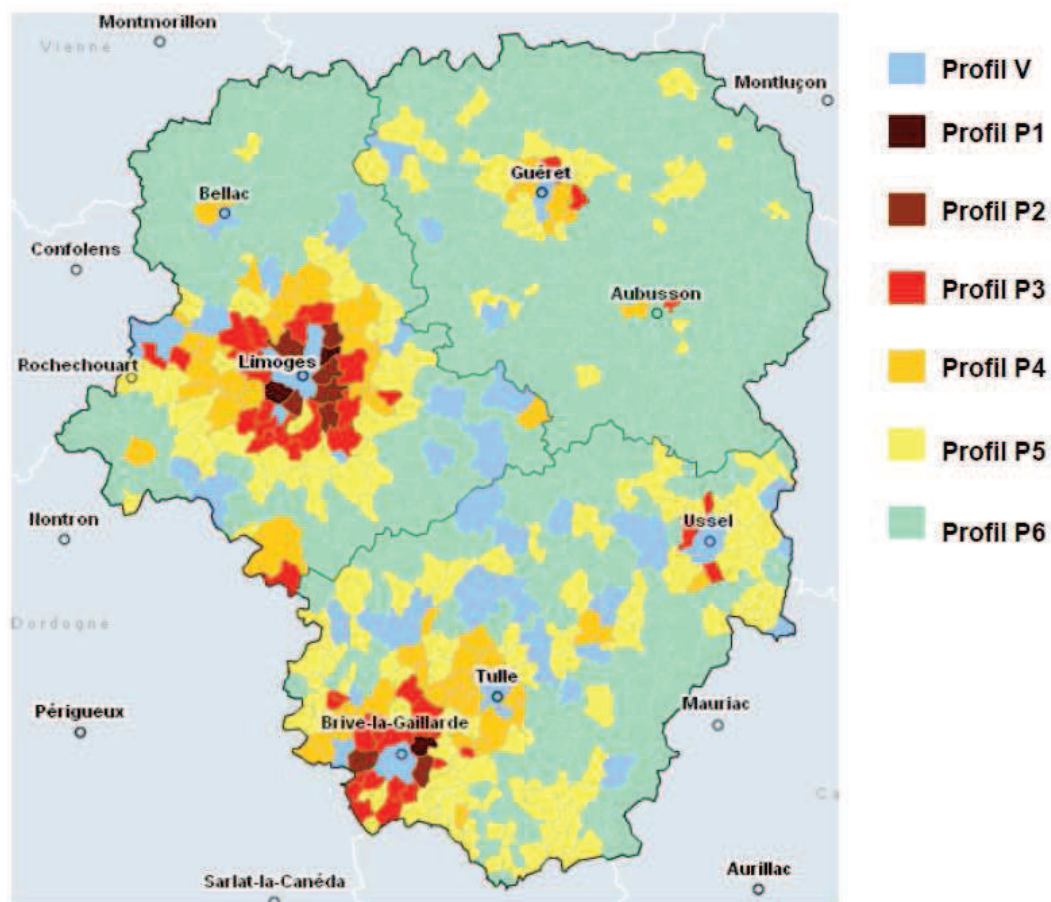 Montmorillon
Vienne
Montluçon
Guéret
Bellac
Confolens
Aubusson
Limoges
Rochechouart
Nontron
Ussel
Dordogne
Tulle
Mauriac
Périgueux
Brive-la-Gaillarde
Ca
Sarlat-la-Canéda
Aurillac
Profil V
Profil P1
Profil P2
Profil P3
Profil P4
Profil P5
Profil P6